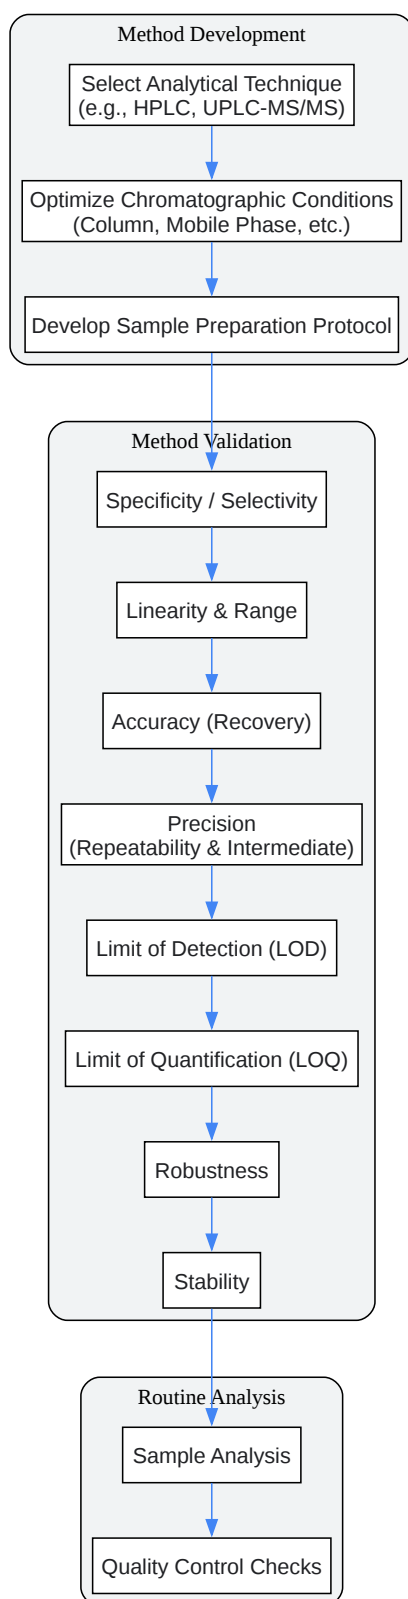 Method Development
Select Analytical Technique
(e.g., HPLC, UPLC-MS/MS)
Optimize Chromatographic Conditions
(Column, Mobile Phase, etc.)
Develop Sample Preparation Protocol
Method Validation
Specificity / Selectivity
Linearity & Range
Accuracy (Recovery)
Precision
(Repeatability & Intermediate)
Limit of Detection (LOD)
Limit of Quantification (LOQ)
Robustness
Stability
Routine Analysis
Sample Analysis
Quality Control Checks